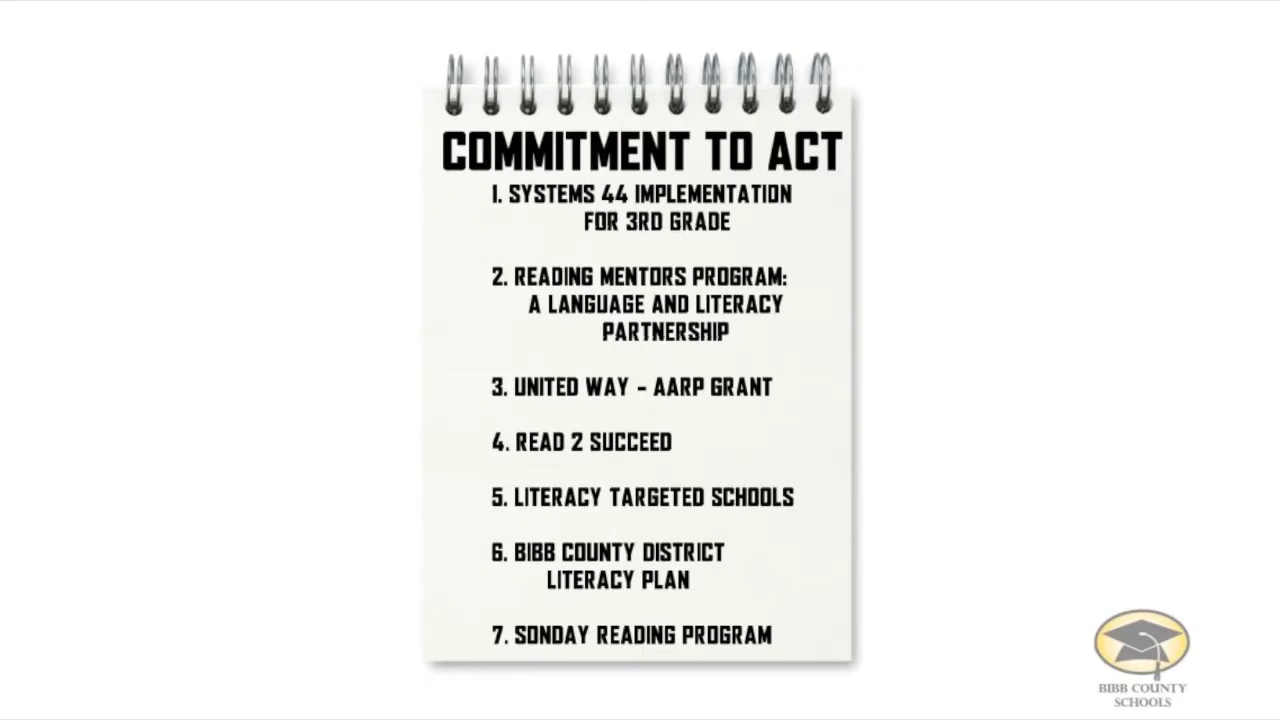 COMMITMENT TO ACT
1. SYSTEMS 44 IMPLEMENTATION
FOR 3RD GRADE
2. READING MENTORS PROGRAM:
A LANGUAGE AND LITERACY
PARTNERSHIP
3. UNITED WAY - AARP GRANT
4. READ 2 SUCCEED
5. LITERACY TARGETED SCHOOLS
6. BIBB COUNTY DISTRICT
LITERACY PLAN
7. SONDAY READING PROGRAM
BIBB COUNTY
SCHOOLS